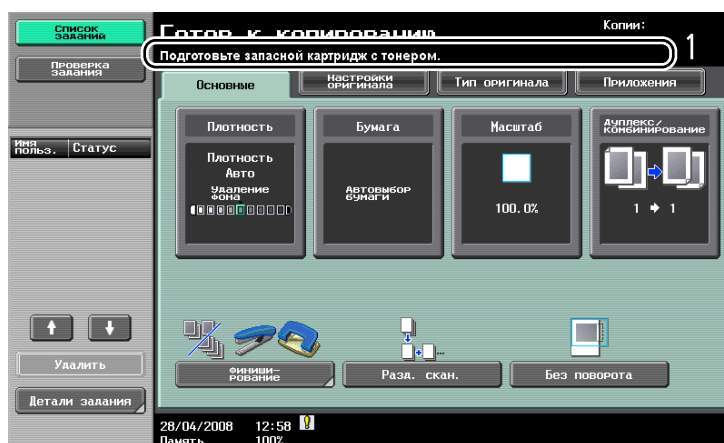 Список
заданий
Проверка
задания
Имя
польз.
Статус
Удалить
Детали задания
Готов к копированию
Копии:
1
Подготовьте запасной картридж с тонером.
Основные
Настройки
оригинала
Тип оригинала
Приложения
Плотность
Плотность
Авто
Удаление
фона
Бумага
Автовыбор
бумаги
Масштаб
100.0%
Дуплекс/
комбинирование
1 → 1
Финиши-
рование
Разд. скан.
Без поворота
28/04/2008 12:58
Память 100%